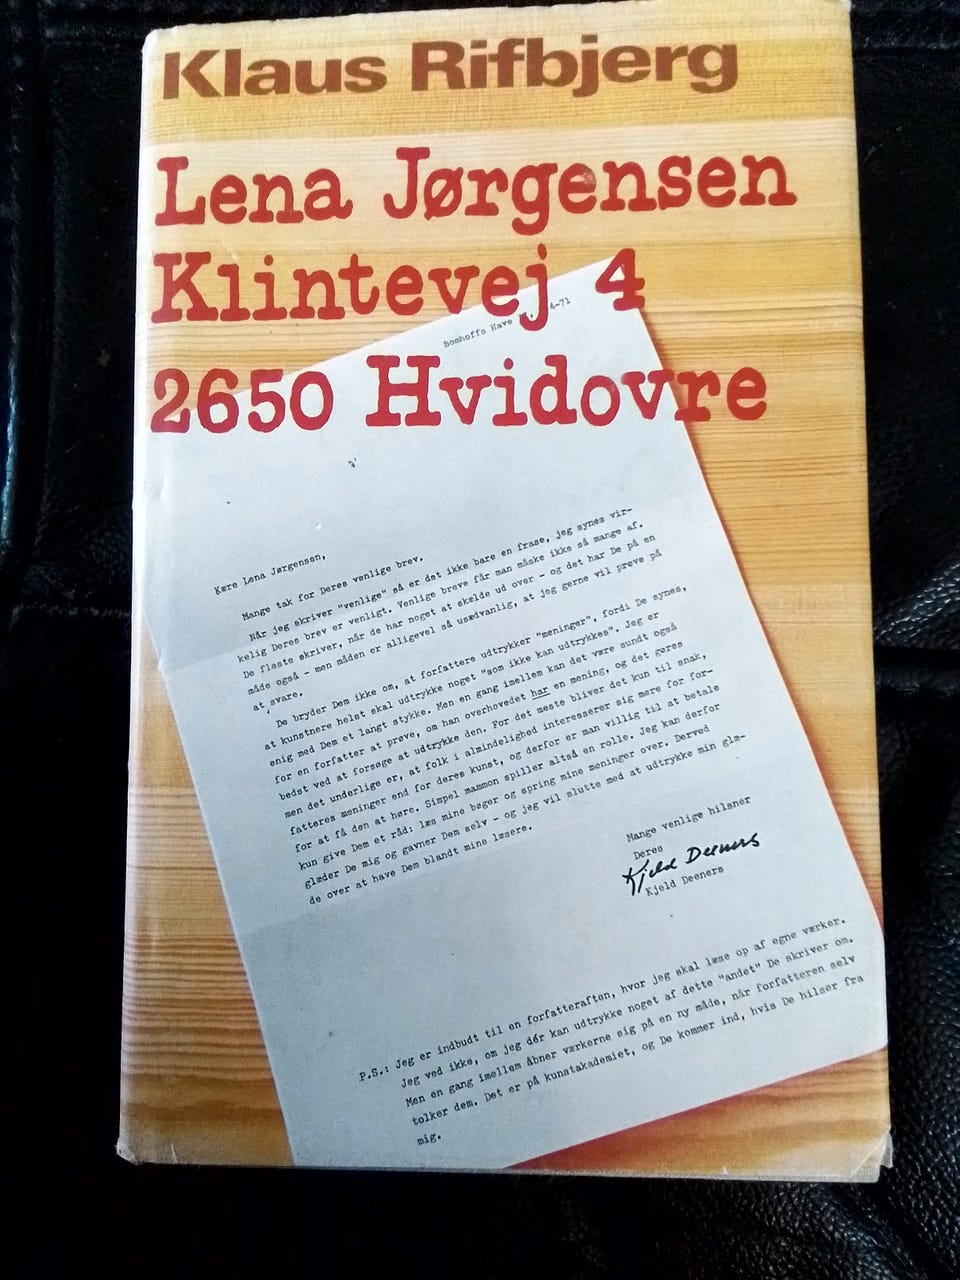 Klaus Rifbjerg
Lena Jørgensen
Klintevej 4
2650 Hvidovre
Bomhoffs Have 4-71
Kære Lena Jørgensen,
Mange tak for Deres venlige brev.
Når jeg skriver "venlige" så er det ikke bare en frase, jeg synes vir-
kelig Deres brev er venligt. Venlige breve får man måske ikke så mange af.
De fleste skriver, når de har noget at skælde ud over - og det har De på en
måde også - men måden er alligevel så usædvanlig, at jeg gerne vil prøve på
at svare.
De bryder Dem ikke om, at forfattere udtrykker "meninger", fordi De synes,
at kunstnere helst skal udtrykke noget "som ikke kan udtrykkes". Jeg er
enig med Dem et langt stykke. Men en gang imellem kan det være sundt også
for en forfatter at prøve, om han overhovedet har en mening, og det gøres
bedst ved at forsøge at udtrykke den. For det meste bliver det kun til snak,
men det underlige er, at folk i almindelighed interesserer sig mere for for-
fatteres meninger end for deres kunst, og derfor er man villig til at betale
for at få den at høre. Simpel mammon spiller altså en rolle. Jeg kan derfor
kun give Dem et råd: læs mine bøger og spring mine meninger over. Derved
glæder De mig og gavner Dem selv - og jeg vil slutte med at udtrykke min glæ-
de over at have Dem blandt mine læsere.
Mange venlige hilsner
Deres
Kjeld Deeners
Kjeld Deeners
P.S.: Jeg er indbudt til en forfatteraften, hvor jeg skal læse op af egne værker.
Jeg ved ikke, om jeg dér kan udtrykke noget af dette "andet" De skriver om.
Men en gang imellem åbner værkerne sig på en ny måde, når forfatteren selv
tolker dem. Det er på kunstakademiet, og De kommer ind, hvis De hilser fra
mig.